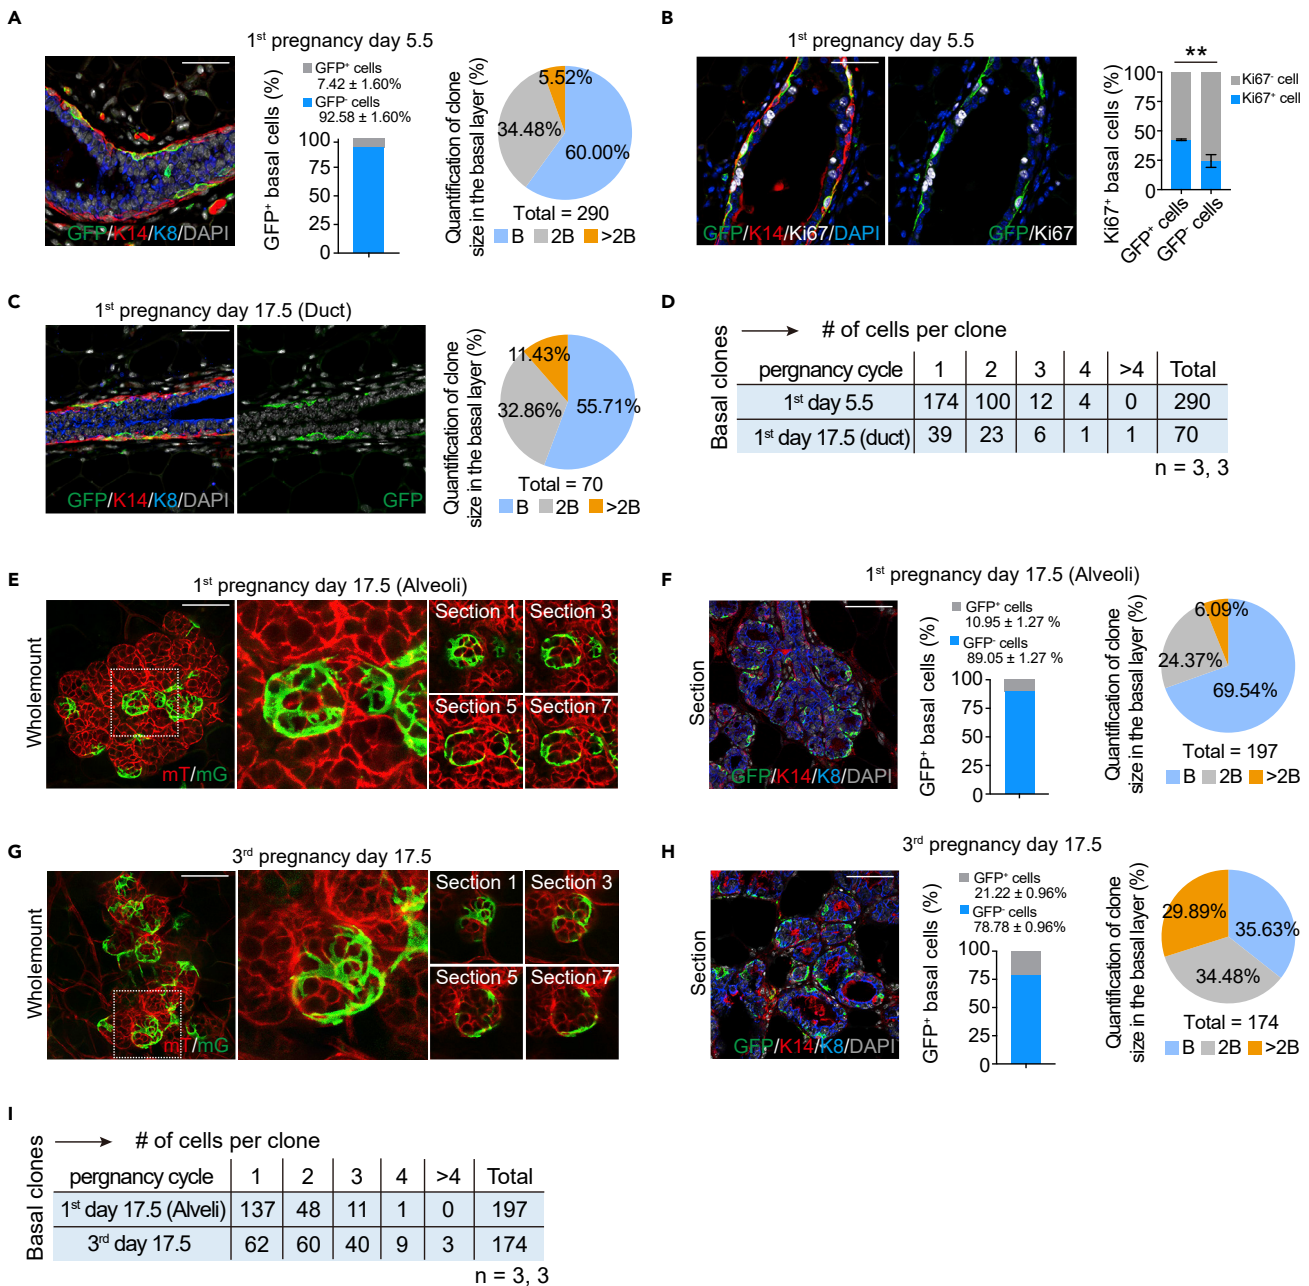 A
1st pregnancy day 5.5
GFP/K14/K8/DAPI
GFP+ basal cells (%)
GFP+ cells
7.42 ± 1.60%
GFP- cells
92.58 ± 1.60%
100
75
50
25
0
Quantification of clone
size in the basal layer (%)
5.52%
34.48%
60.00%
Total = 290
B 2B >2B
B
1st pregnancy day 5.5
GFP/K14/Ki67/DAPI
GFP/Ki67
Ki67+ basal cells (%)
**
100
75
50
25
0
Ki67- cell
Ki67+ cell
GFP+ cells
GFP- cells
C
1st pregnancy day 17.5 (Duct)
GFP/K14/K8/DAPI
GFP
Quantification of clone
size in the basal layer (%)
11.43%
32.86%
55.71%
Total = 70
B 2B >2B
D
Basal clones
# of cells per clone
pergnancy cycle 1 2 3 4 >4 Total
1st day 5.5 174 100 12 4 0 290
1st day 17.5 (duct) 39 23 6 1 1 70
n = 3, 3
E
1st pregnancy day 17.5 (Alveoli)
Wholemount
mT/mG
Section 1
Section 3
Section 5
Section 7
F
1st pregnancy day 17.5 (Alveoli)
Section
GFP/K14/K8/DAPI
GFP+ basal cells (%)
GFP+ cells
10.95 ± 1.27 %
GFP- cells
89.05 ± 1.27 %
100
75
50
25
0
Quantification of clone
size in the basal layer (%)
6.09%
24.37%
69.54%
Total = 197
B 2B >2B
G
3rd pregnancy day 17.5
Wholemount
mT/mG
Section 1
Section 3
Section 5
Section 7
H
3rd pregnancy day 17.5
Section
GFP/K14/K8/DAPI
GFP+ basal cells (%)
GFP+ cells
21.22 ± 0.96%
GFP- cells
78.78 ± 0.96%
100
75
50
25
0
Quantification of clone
size in the basal layer (%)
29.89%
35.63%
34.48%
Total = 174
B 2B >2B
I
Basal clones
# of cells per clone
pergnancy cycle 1 2 3 4 >4 Total
1st day 17.5 (Alveli) 137 48 11 1 0 197
3rd day 17.5 62 60 40 9 3 174
n = 3, 3